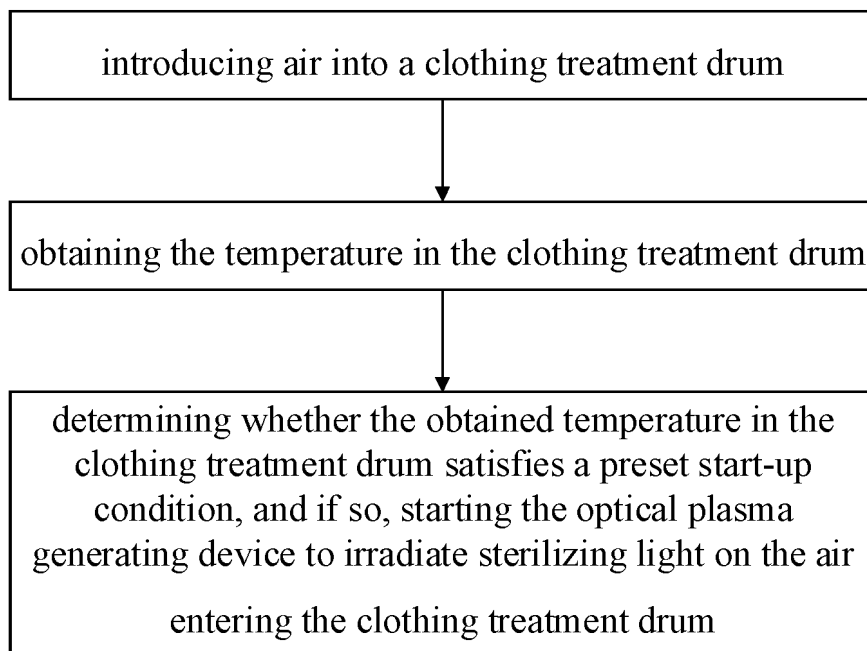 introducing air into a clothing treatment drum
obtaining the temperature in the clothing treatment drum
determining whether the obtained temperature in the
clothing treatment drum satisfies a preset start-up
condition, and if so, starting the optical plasma
generating device to irradiate sterilizing light on the air
entering the clothing treatment drum